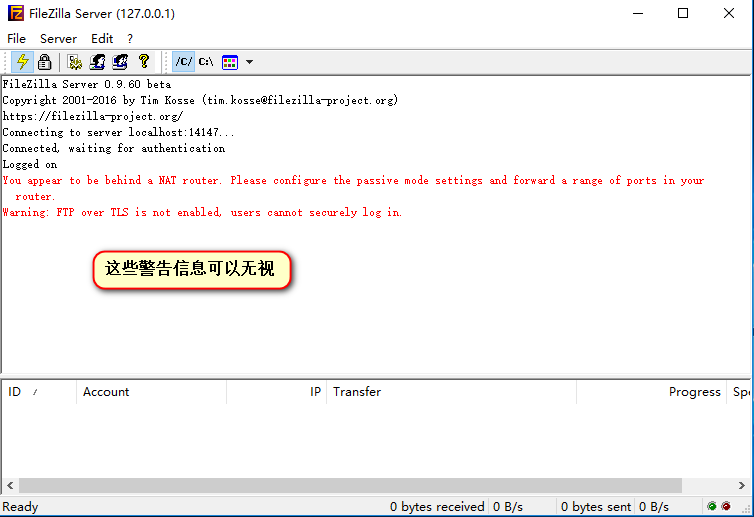 FileZilla Server (127.0.0.1)
File Server Edit ?
/C/ C:\
FileZilla Server 0.9.60 beta
Copyright 2001-2016 by Tim Kosse (tim.kosse@filezilla-project.org)
https://filezilla-project.org/
Connecting to server localhost:14147...
Connected, waiting for authentication
Logged on
You appear to be behind a NAT router. Please configure the passive mode settings and forward a range of ports in your
router.
Warning: FTP over TLS is not enabled, users cannot securely log in.
这些警告信息可以无视
ID / Account IP Transfer Progress Spe
Ready 0 bytes received 0 B/s 0 bytes sent 0 B/s